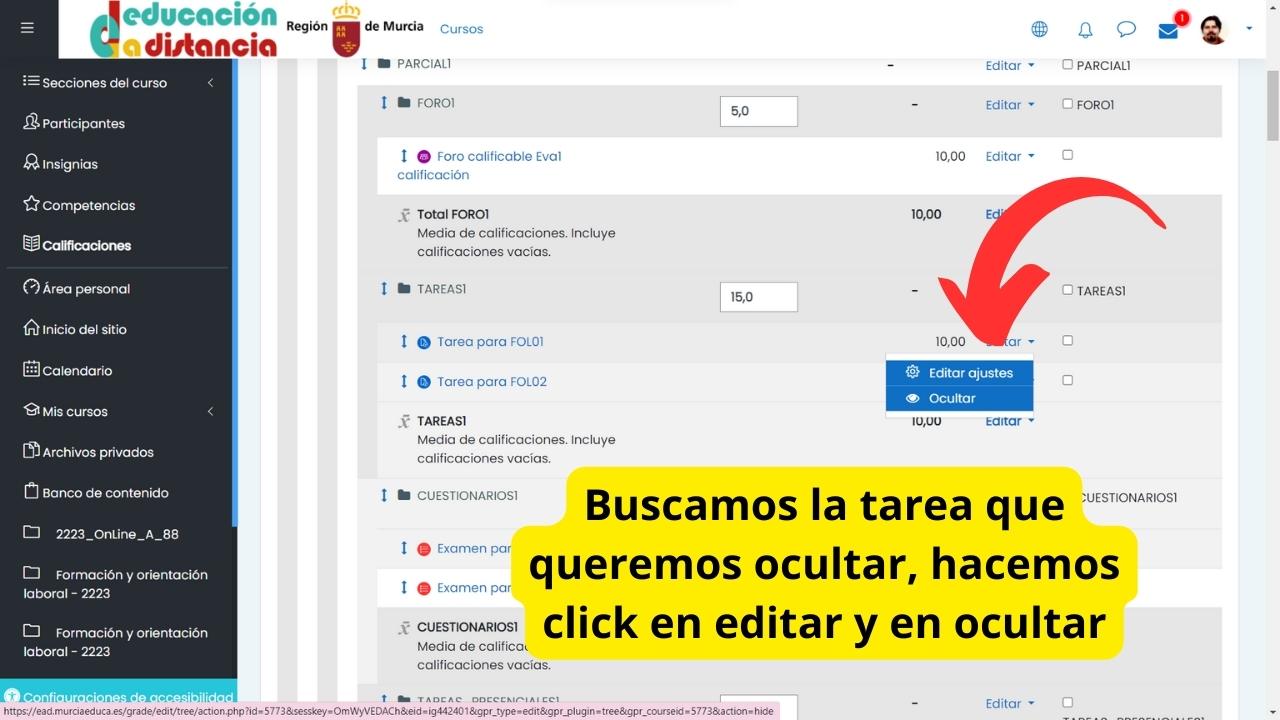 educación
a distancia
Región de Murcia
Cursos
1
Secciones del curso
Participantes
Insignias
Competencias
Calificaciones
Área personal
Inicio del sitio
Calendario
Mis cursos
Archivos privados
Banco de contenido
2223_OnLine_A_88
Formación y orientación
laboral - 2223
Formación y orientación
laboral - 2223
Configuraciones de accesibilidad
PARCIAL1 - Editar PARCIAL1
FORO1 5,0 - Editar FORO1
Foro calificable Eva1 10,00 Editar
calificación
Total FORO1 10,00
Media de calificaciones. Incluye
calificaciones vacías.
TAREAS1 15,0 - TAREAS1
Tarea para FOL01 10,00
Tarea para FOL02
Editar ajustes
Ocultar
TAREAS1 10,00 Editar
Media de calificaciones. Incluye
calificaciones vacías.
CUESTIONARIOS1 CUESTIONARIOS1
Examen par
Examen par
CUESTIONARIOS1
Media de califica
calificaciones vacías.
- Editar
Buscamos la tarea que
queremos ocultar, hacemos
click en editar y en ocultar
https://ead.murciaeduca.es/grade/edit/tree/action.php?id=5773&sesskey=OmWyVEDACh&eid=ig442401&gpr_type=edit&gpr_plugin=tree&gpr_courseid=5773&action=hide